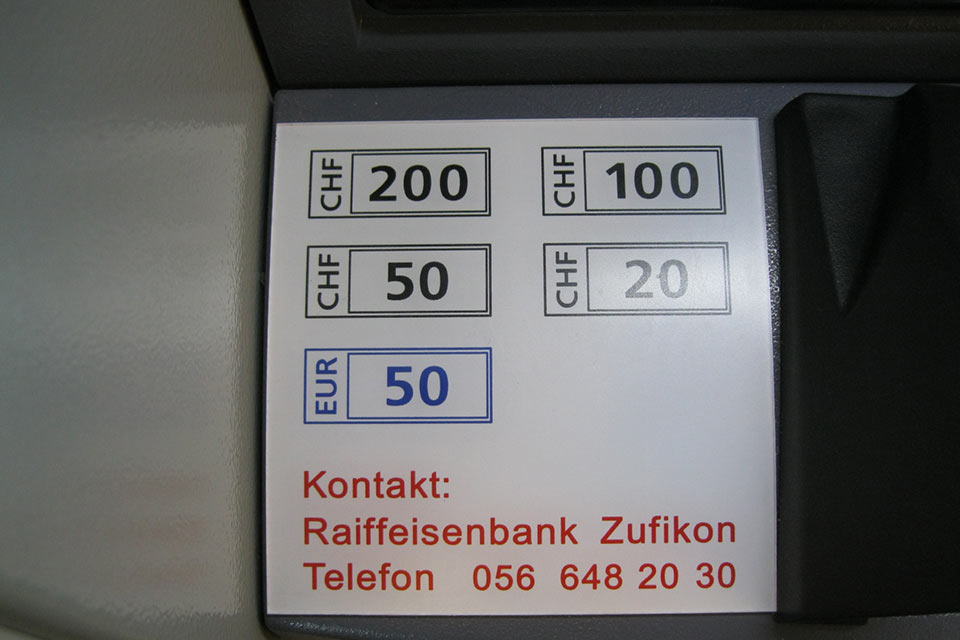 CHF 200 CHF 100
CHF 50 CHF 20
EUR 50
Kontakt:
Raiffeisenbank Zufikon
Telefon 056 648 20 30